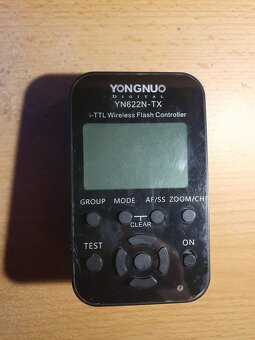 YONGNUO
DIGITAL
YN622N-TX
i-TTL Wireless Flash Controller
GROUP MODE AF/SS ZOOM/CH
CLEAR
TEST ON